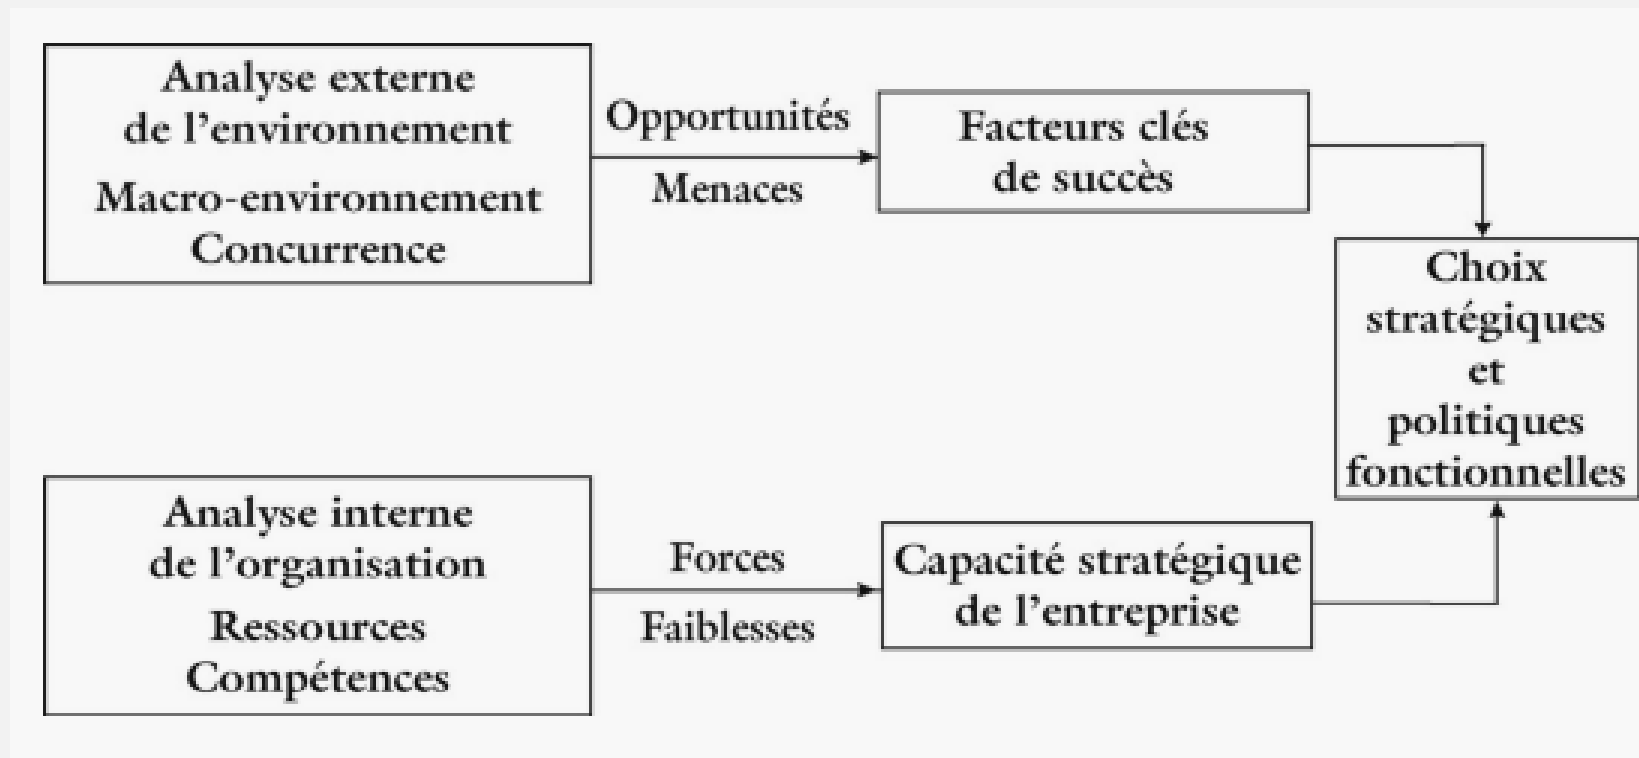 Analyse externe
de l'environnement
Macro-environnement
Concurrence
Opportunités
Menaces
Facteurs clés
de succès
Choix
stratégiques
et
politiques
fonctionnelles
Analyse interne
de l'organisation
Ressources
Compétences
Forces
Faiblesses
Capacité stratégique
de l'entreprise